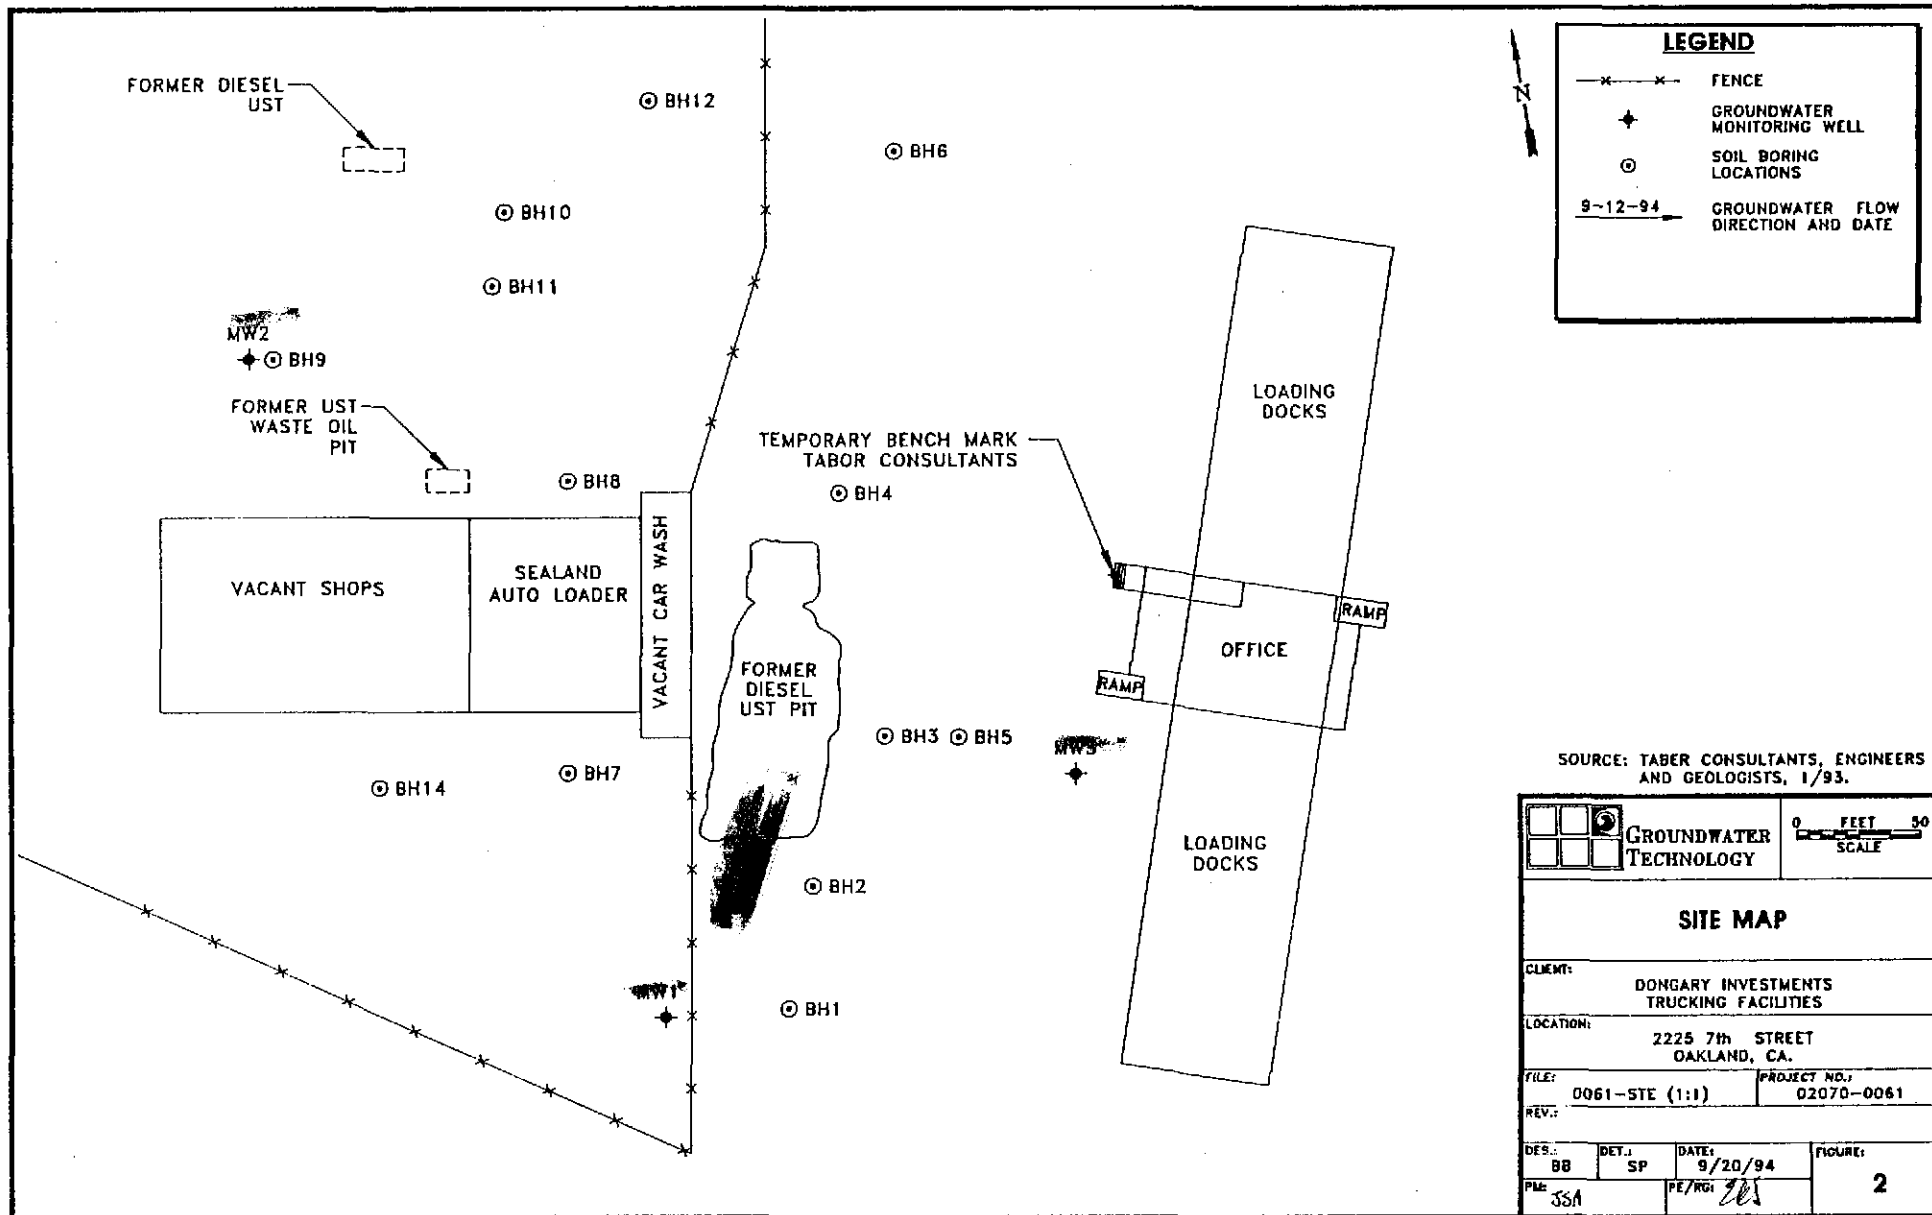 FORMER DIESEL
UST
BH12
BH6
BH10
BH11
MW2
BH9
FORMER UST
WASTE OIL
PIT
BH8
TEMPORARY BENCH MARK
TABOR CONSULTANTS
BH4
LOADING
DOCKS
VACANT SHOPS
SEALAND
AUTO LOADER
VACANT CAR WASH
FORMER
DIESEL
UST PIT
RAMP
OFFICE
RAMP
BH3
BH5
MW3
BH14
BH7
LOADING
DOCKS
BH2
MW1
BH1
N
LEGEND
FENCE
GROUNDWATER
MONITORING WELL
SOIL BORING
LOCATIONS
9-12-94
GROUNDWATER FLOW
DIRECTION AND DATE
SOURCE: TABER CONSULTANTS, ENGINEERS
AND GEOLOGISTS, 1/93.
GROUNDWATER
TECHNOLOGY
0 FEET 50
SCALE
SITE MAP
CLIENT:
DONGARY INVESTMENTS
TRUCKING FACILITIES
LOCATION:
2225 7th STREET
OAKLAND, CA.
FILE:
0061-STE (1:1)
PROJECT NO.:
02070-0061
REV.:
DES.:
BB
DET.:
SP
DATE:
9/20/94
FIGURE:
2
PM:
JSA
PE/RG: